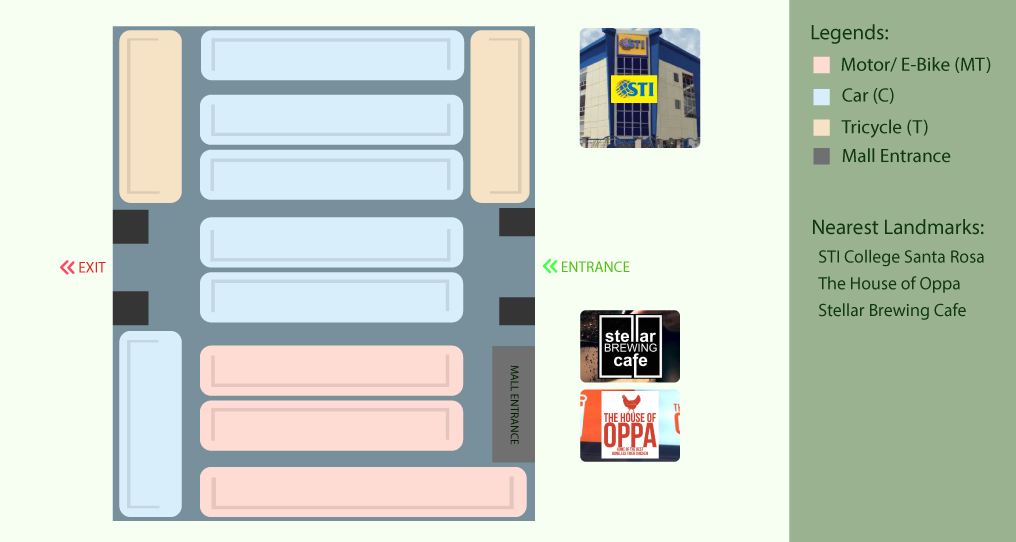 EXIT
ENTRANCE
MALL ENTRANCE
STI
STI
stellar
BREWING
cafe
THE HOUSE OF
OPPA
Legends:
Motor/ E-Bike (MT)
Car (C)
Tricycle (T)
Mall Entrance
Nearest Landmarks:
STI College Santa Rosa
The House of Oppa
Stellar Brewing Cafe